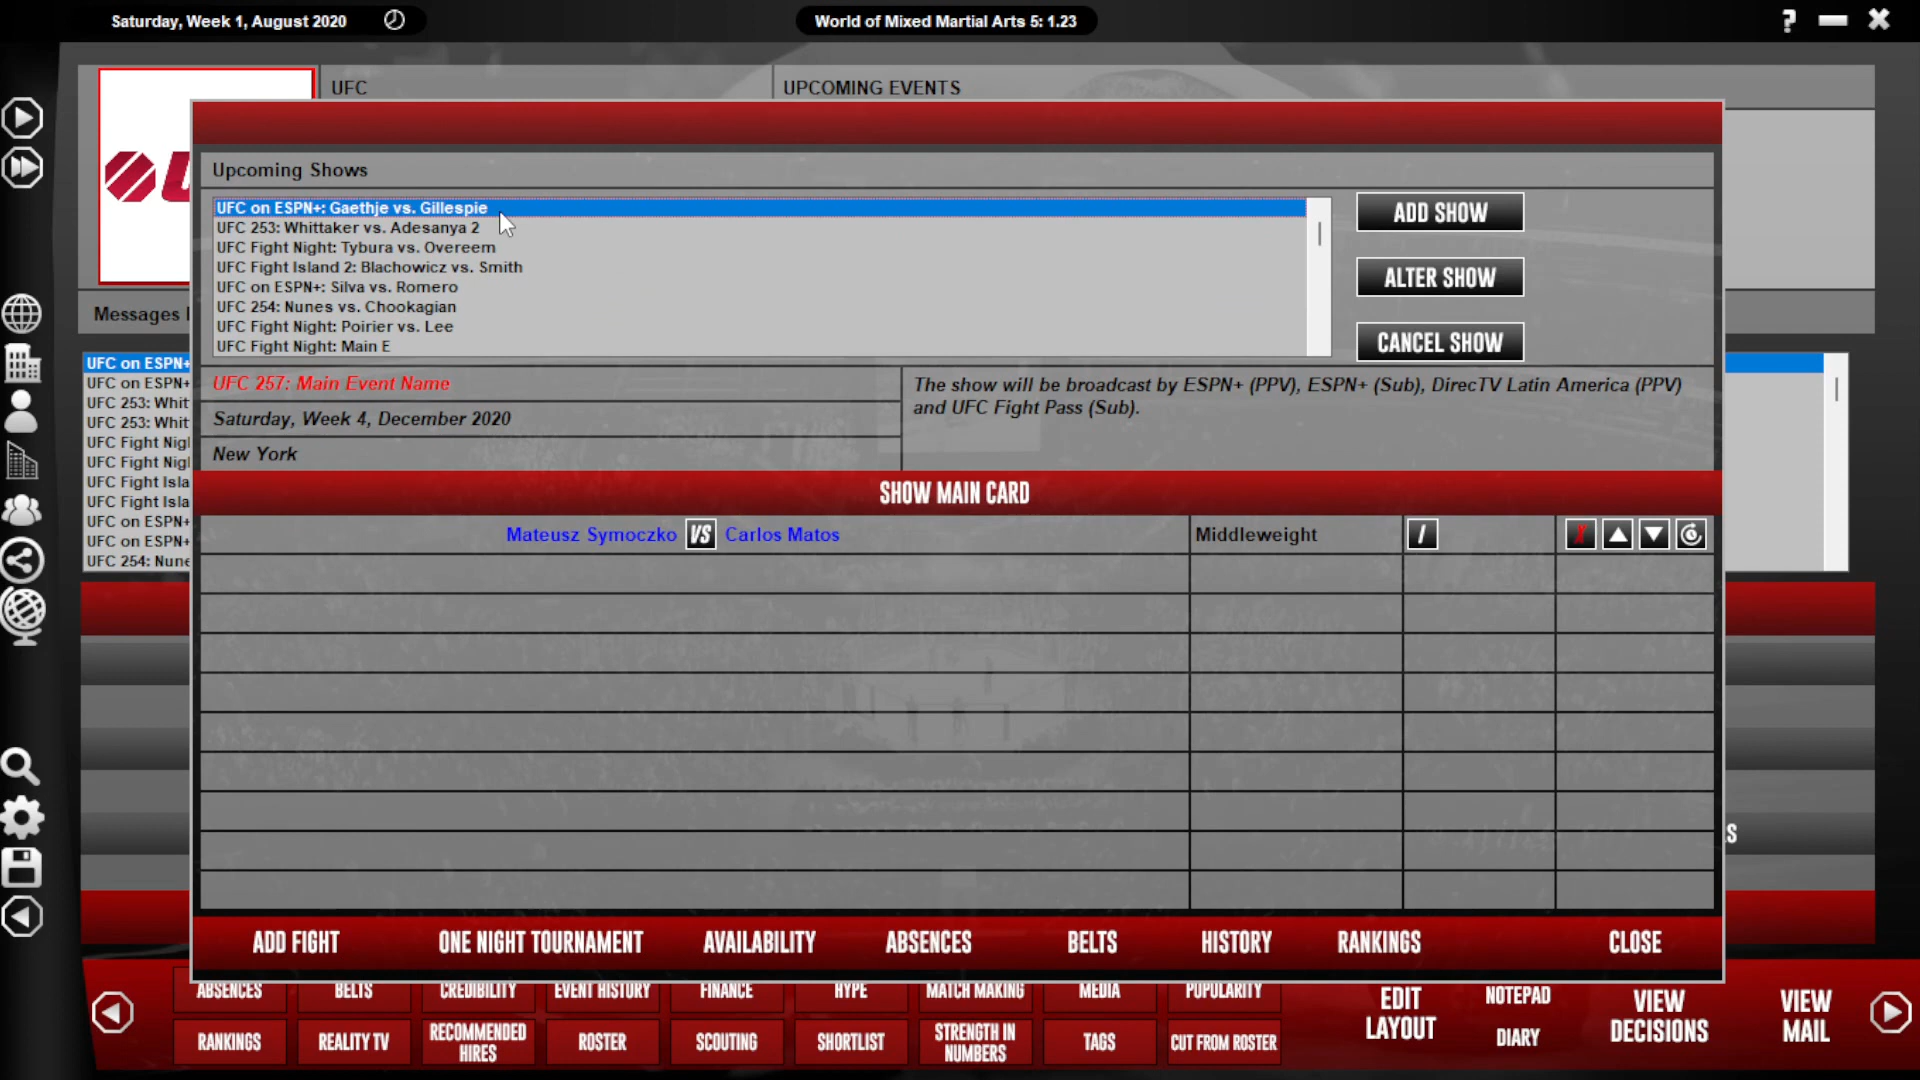 Saturday, Week 1, August 2020
World of Mixed Martial Arts 5: 1.23
?
UFC
UPCOMING EVENTS
Upcoming Shows
UFC on ESPN+: Gaethje vs. Gillespie
UFC 253: Whittaker vs. Adesanya 2
UFC Fight Night: Tybura vs. Overeem
UFC Fight Island 2: Blachowicz vs. Smith
UFC on ESPN+: Silva vs. Romero
UFC 254: Nunes vs. Chookagian
UFC Fight Night: Poirier vs. Lee
UFC Fight Night: Main E
ADD SHOW
ALTER SHOW
CANCEL SHOW
Messages
UFC on ESPN+
UFC on ESPN+
UFC 253: Whit
UFC 253: Whit
UFC Fight Nigh
UFC Fight Nigh
UFC Fight Isla
UFC Fight Isla
UFC on ESPN+
UFC on ESPN+
UFC 254: Nune
UFC 257: Main Event Name
Saturday, Week 4, December 2020
New York
The show will be broadcast by ESPN+ (PPV), ESPN+ (Sub), DirecTV Latin America (PPV)
and UFC Fight Pass (Sub).
SHOW MAIN CARD
Mateusz Symoczko VS Carlos Matos Middleweight /
S
ADD FIGHT ONE NIGHT TOURNAMENT AVAILABILITY ABSENCES BELTS HISTORY RANKINGS CLOSE
ABSENCES BELTS CREDIBILITY EVENT HISTORY FINANCE HYPE MATCH MAKING MEDIA POPULARITY
RANKINGS REALITY TV RECOMMENDED HIRES ROSTER SCOUTING SHORTLIST STRENGTH IN NUMBERS TAGS CUT FROM ROSTER
EDIT LAYOUT
NOTEPAD
DIARY
VIEW DECISIONS
VIEW MAIL